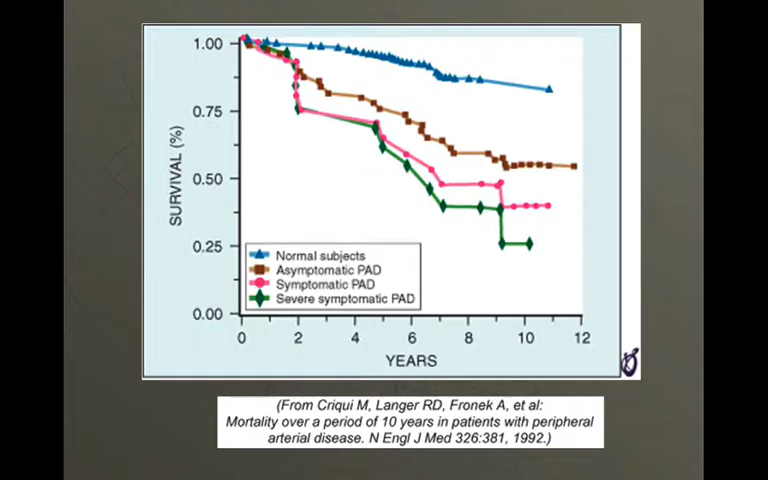 1.00
0.75
0.50
0.25
0.00
SURVIVAL (%)
Normal subjects
Asymptomatic PAD
Symptomatic PAD
Severe symptomatic PAD
0 2 4 6 8 10 12
YEARS
(From Criqui M, Langer RD, Fronek A, et al:
Mortality over a period of 10 years in patients with peripheral
arterial disease. N Engl J Med 326:381, 1992.)